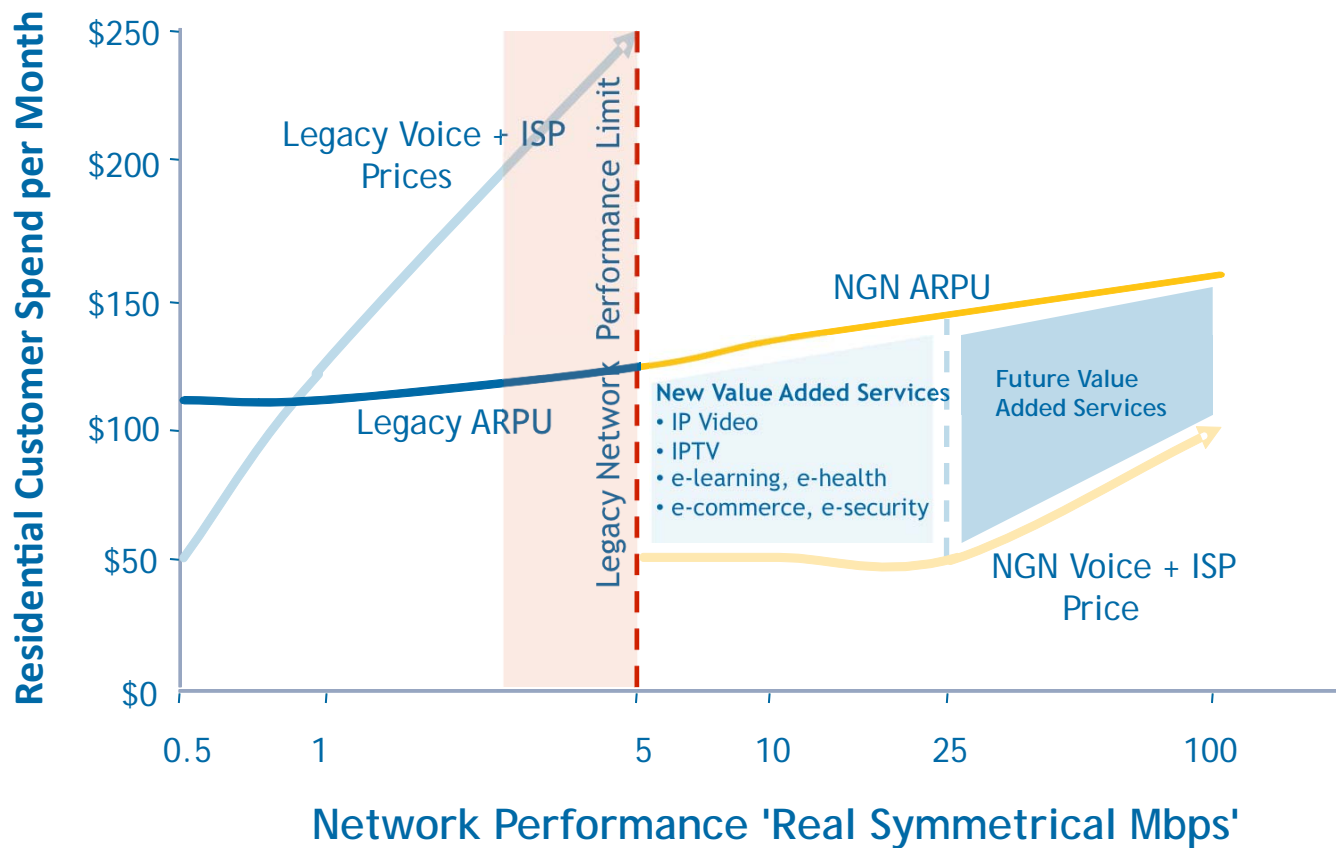 Residential Customer Spend per Month
$250
$200
$150
$100
$50
$0
Legacy Voice + ISP
Prices
Legacy ARPU
Legacy Network Performance Limit
NGN ARPU
New Value Added Services
• IP Video
• IPTV
• e-learning, e-health
• e-commerce, e-security
Future Value
Added Services
NGN Voice + ISP
Price
0.5
1
5
10
25
100
Network Performance 'Real Symmetrical Mbps'